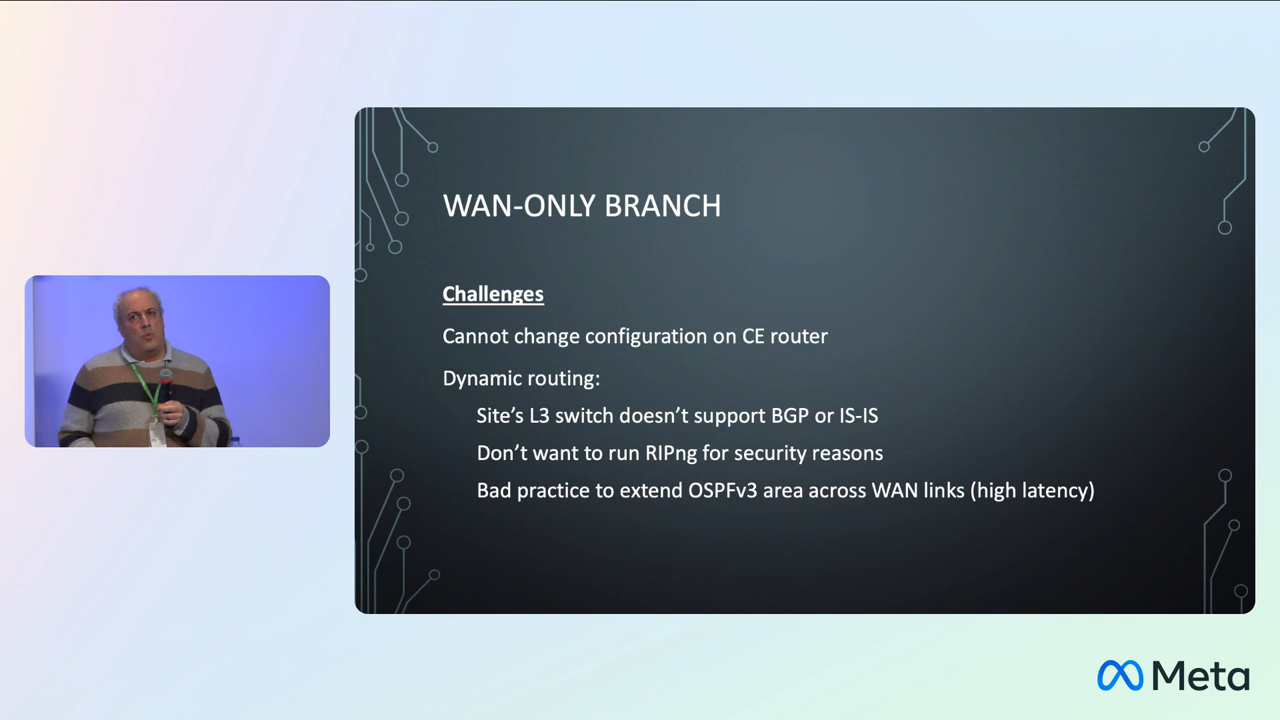 WAN-ONLY BRANCH
Challenges
Cannot change configuration on CE router
Dynamic routing:
Site’s L3 switch doesn’t support BGP or IS-IS
Don’t want to run RIPng for security reasons
Bad practice to extend OSPFv3 area across WAN links (high latency)
Meta